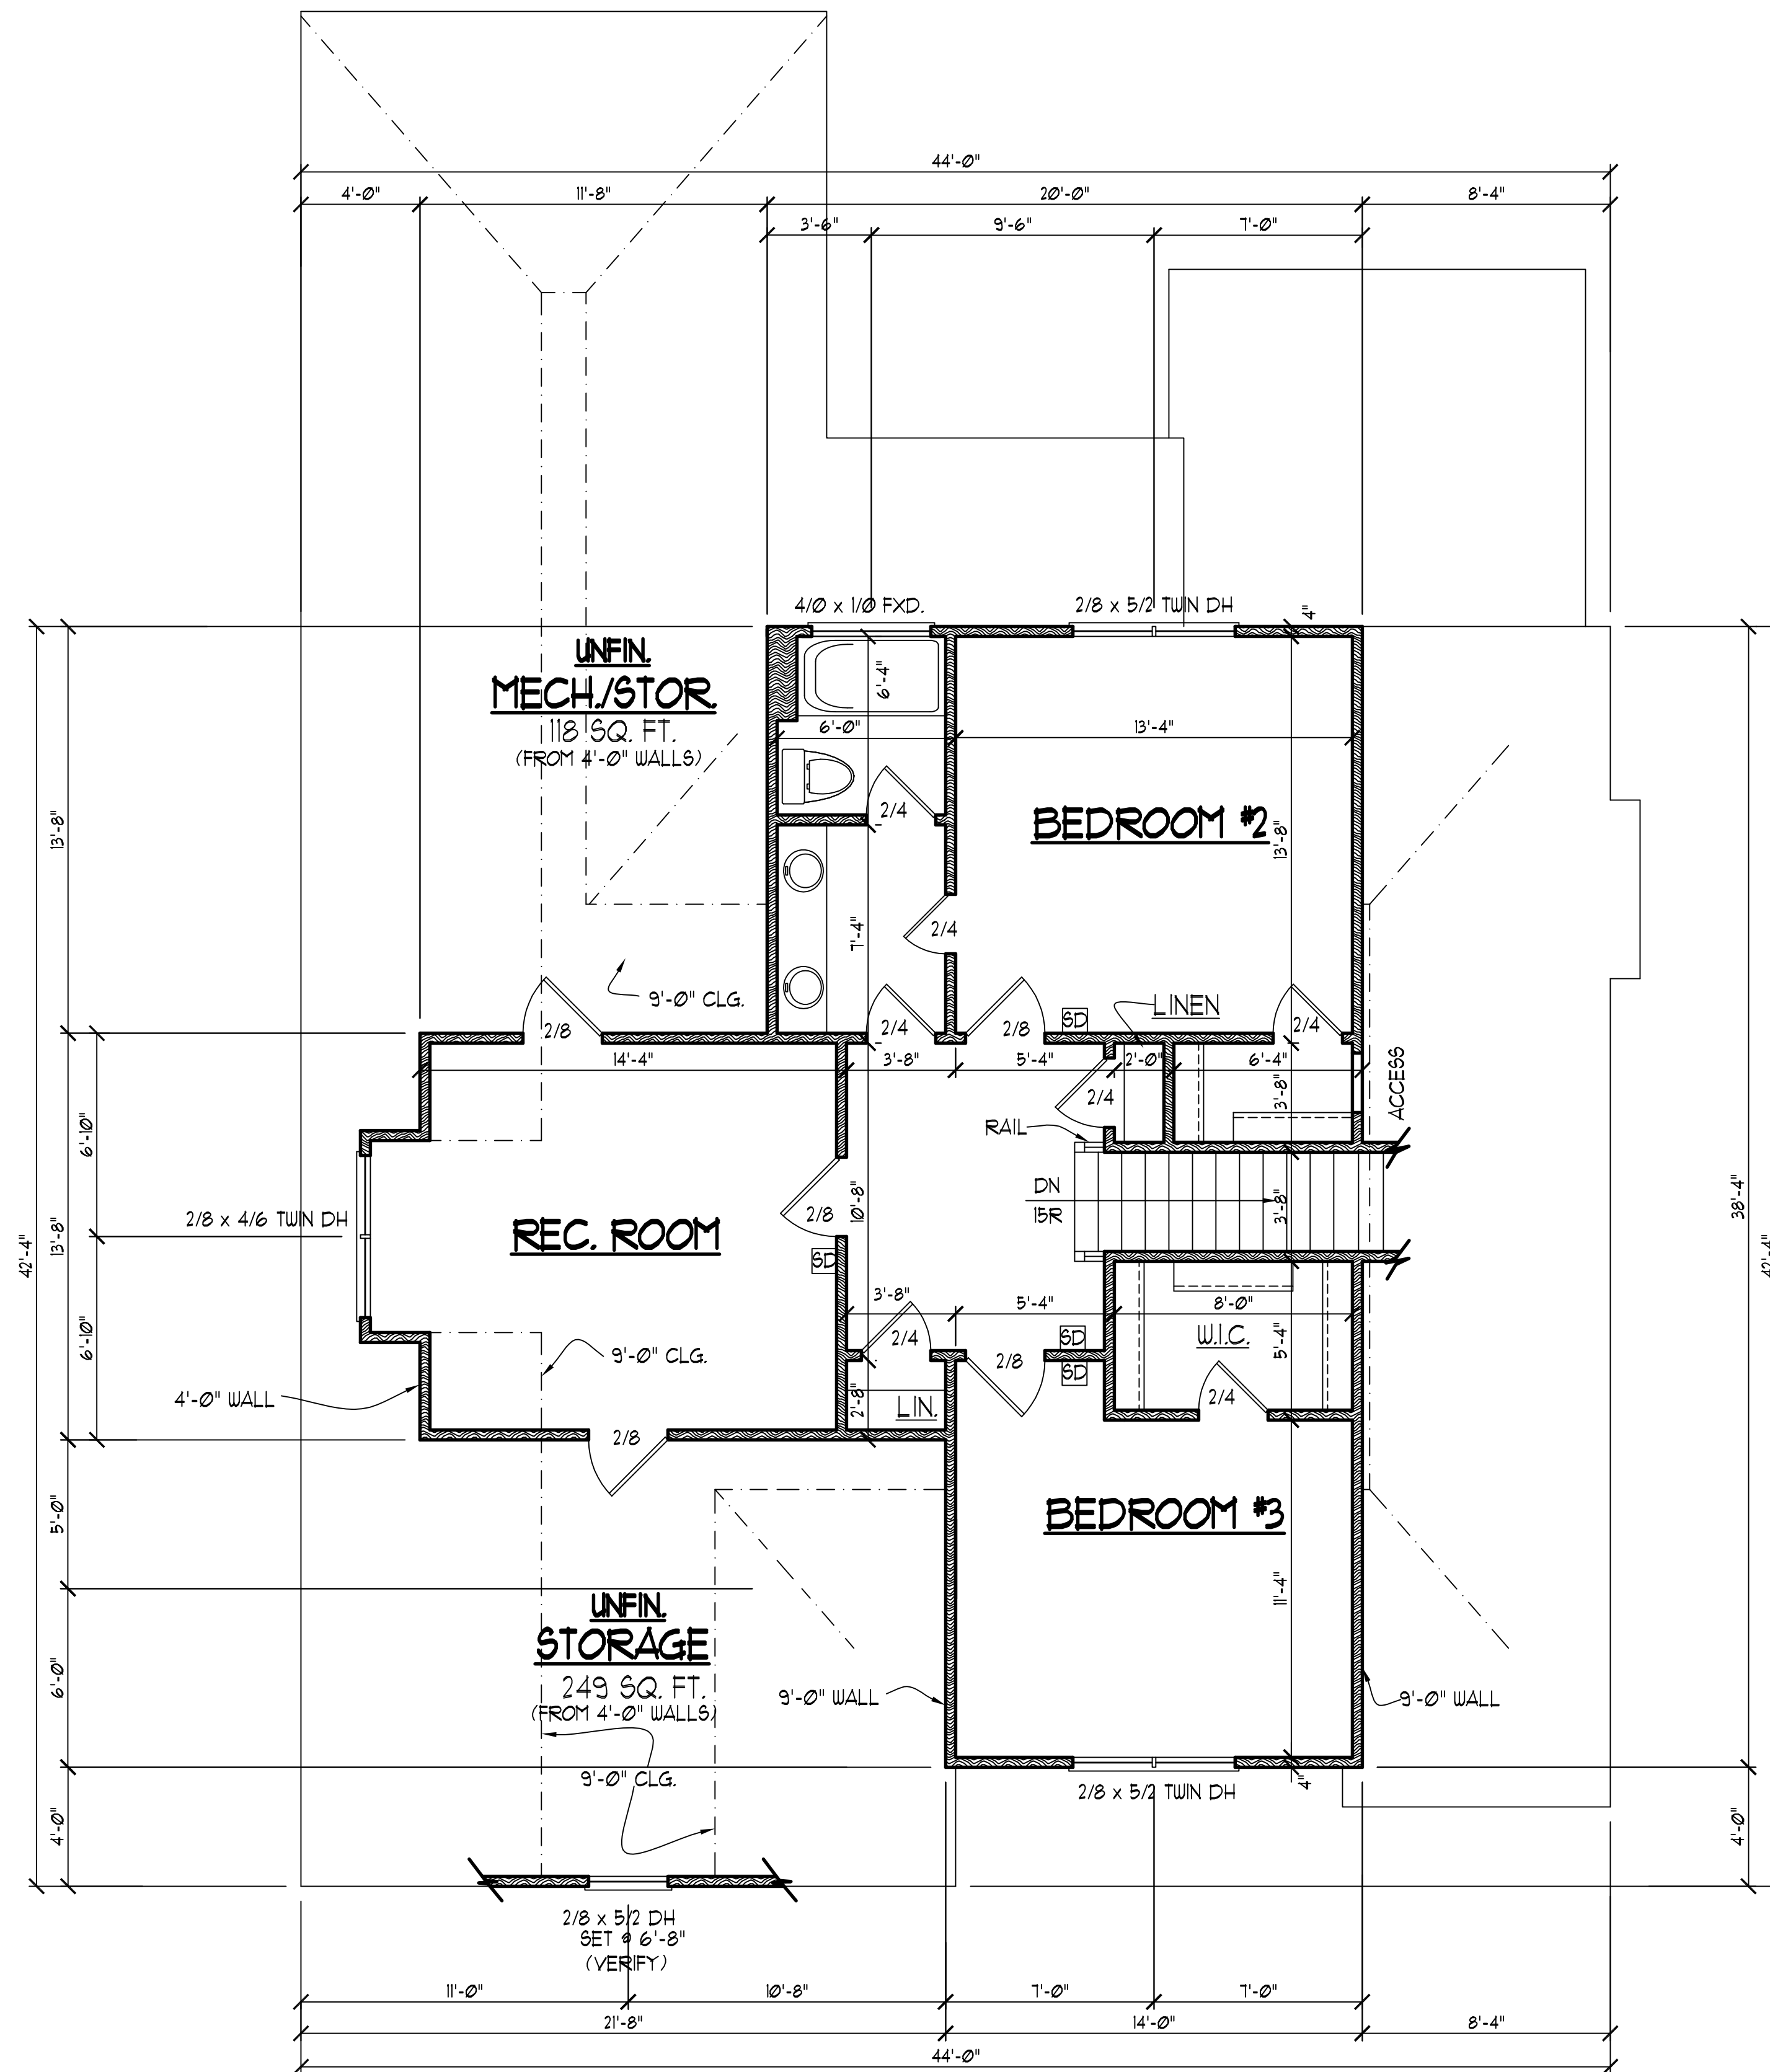 44'-0"
4'-0" 11'-8" 20'-0" 8'-4"
3'-6" 9'-6" 7'-0"
4/0 x 1/0 FXD. 2/8 x 5/2 TWIN DH 4"
UNFIN.
MECH./STOR.
118 SQ. FT.
(FROM 4'-0" WALLS)
6'-4"
6'-0" 13'-4"
13'-8"
2/4
BEDROOM #2
13'-8"
7'-4"
2/4
9'-0" CLG.
LINEN
SD
2/8 2/4 2/8 2/4
14'-4" 3'-8" 5'-4" 2'-0" 6'-4"
3'-8"
2/4
ACCESS
RAIL
6'-10"
DN
15R
3'-8"
10'-8"
2/8
2/8 x 4/6 TWIN DH
REC. ROOM
SD
42'-4"
13'-8"
38'-4"
42'-4"
3'-8" 5'-4" 8'-0"
6'-10"
2/4
SD
SD
W.I.C.
5'-4"
2/8
9'-0" CLG.
4'-0" WALL
2/4
2'-8"
LIN.
2/8
BEDROOM #3
5'-0"
11'-4"
UNFIN.
STORAGE
249 SQ. FT.
(FROM 4'-0" WALLS)
6'-0"
9'-0" WALL
9'-0" WALL
9'-0" CLG.
2/8 x 5/2 TWIN DH 4"
4'-0"
4'-0"
2/8 x 5/2 DH
SET @ 6'-8"
(VERIFY)
11'-0" 10'-8" 7'-0" 7'-0"
21'-8" 14'-0" 8'-4"
44'-0"